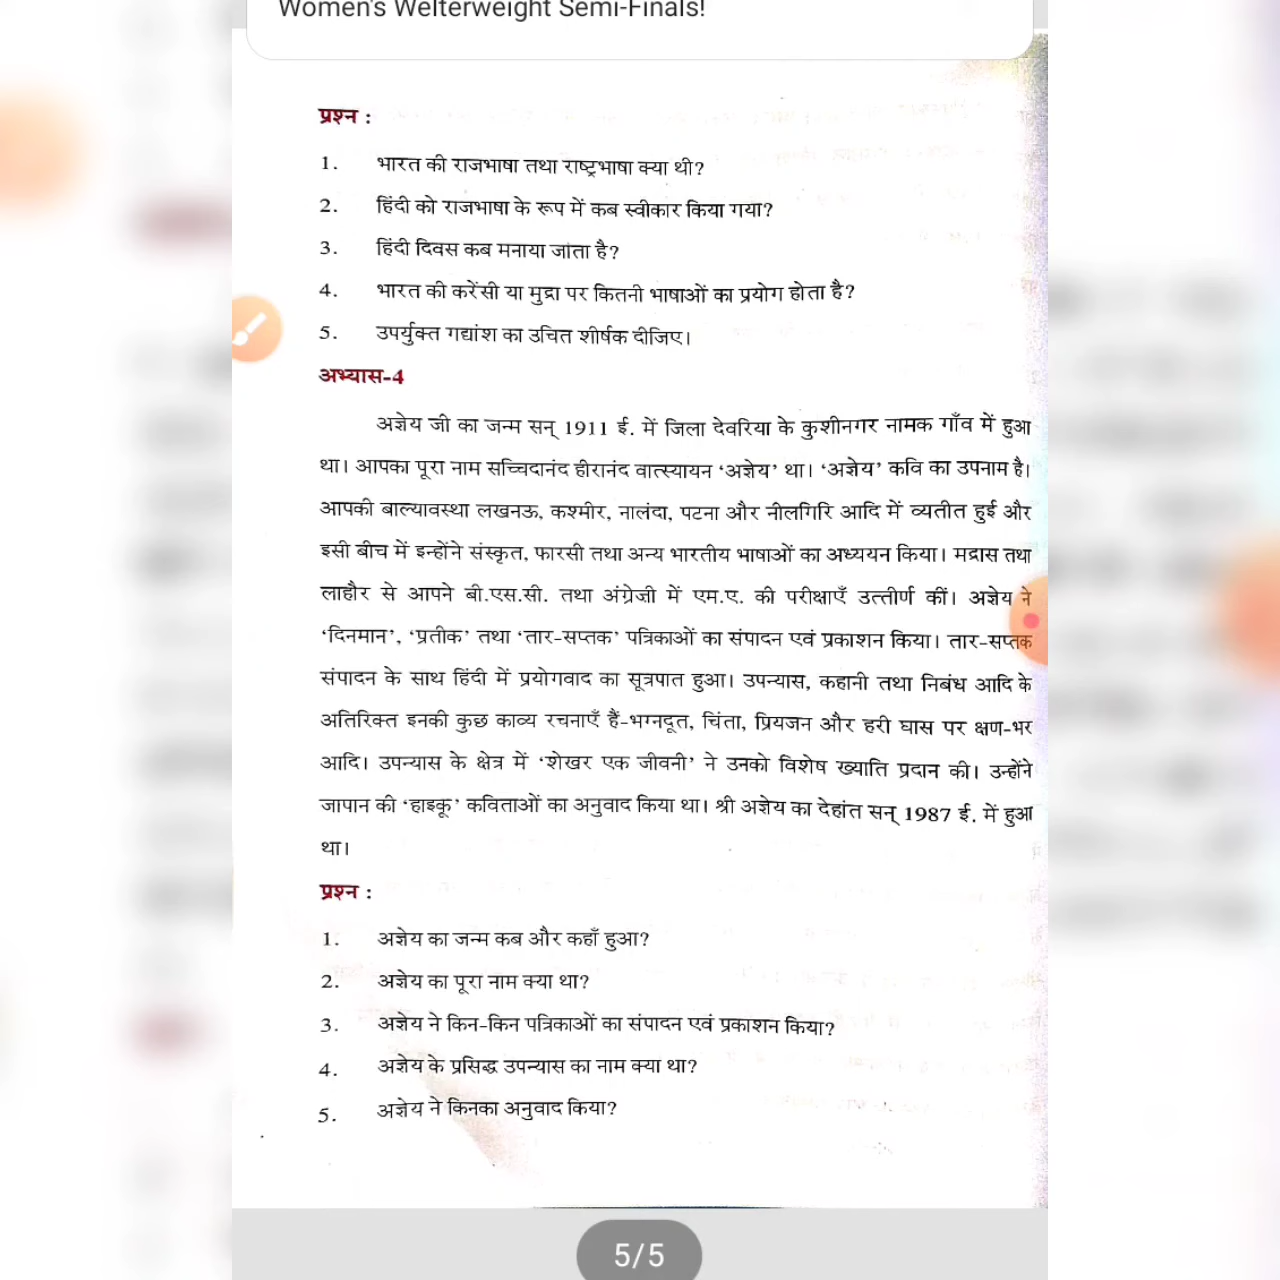 Women's Welterweight Semi-Finals!
प्रश्न :
1. भारत की राजभाषा तथा राष्ट्रभाषा क्या थी?
2. हिंदी को राजभाषा के रूप में कब स्वीकार किया गया?
3. हिंदी दिवस कब मनाया जाता है?
4. भारत की करेंसी या मुद्रा पर कितनी भाषाओं का प्रयोग होता है?
5. उपर्युक्त गद्यांश का उचित शीर्षक दीजिए।
अभ्यास-4
अज्ञेय जी का जन्म सन् 1911 ई. में जिला देवरिया के कुशीनगर नामक गाँव में हुआ
था। आपका पूरा नाम सच्चिदानंद हीरानंद वात्स्यायन ‘अज्ञेय’ था। ‘अज्ञेय’ कवि का उपनाम है।
आपकी बाल्यावस्था लखनऊ, कश्मीर, नालंदा, पटना और नीलगिरि आदि में व्यतीत हुई और
इसी बीच में इन्होंने संस्कृत, फारसी तथा अन्य भारतीय भाषाओं का अध्ययन किया। मद्रास तथा
लाहौर से आपने बी.एस.सी. तथा अंग्रेजी में एम.ए. की परीक्षाएँ उत्तीर्ण कीं। अज्ञेय ने
‘दिनमान’, ‘प्रतीक’ तथा ‘तार-सप्तक’ पत्रिकाओं का संपादन एवं प्रकाशन किया। तार-सप्तक
संपादन के साथ हिंदी में प्रयोगवाद का सूत्रपात हुआ। उपन्यास, कहानी तथा निबंध आदि के
अतिरिक्त इनकी कुछ काव्य रचनाएँ हैं-भग्नदूत, चिंता, प्रियजन और हरी घास पर क्षण-भर
आदि। उपन्यास के क्षेत्र में ‘शेखर एक जीवनी’ ने उनको विशेष ख्याति प्रदान की। उन्होंने
जापान की ‘हाइकू’ कविताओं का अनुवाद किया था। श्री अज्ञेय का देहांत सन् 1987 ई. में हुआ
था।
प्रश्न :
1. अज्ञेय का जन्म कब और कहाँ हुआ?
2. अज्ञेय का पूरा नाम क्या था?
3. अज्ञेय ने किन-किन पत्रिकाओं का संपादन एवं प्रकाशन किया?
4. अज्ञेय के प्रसिद्ध उपन्यास का नाम क्या था?
5. अज्ञेय ने किनका अनुवाद किया?
5/5